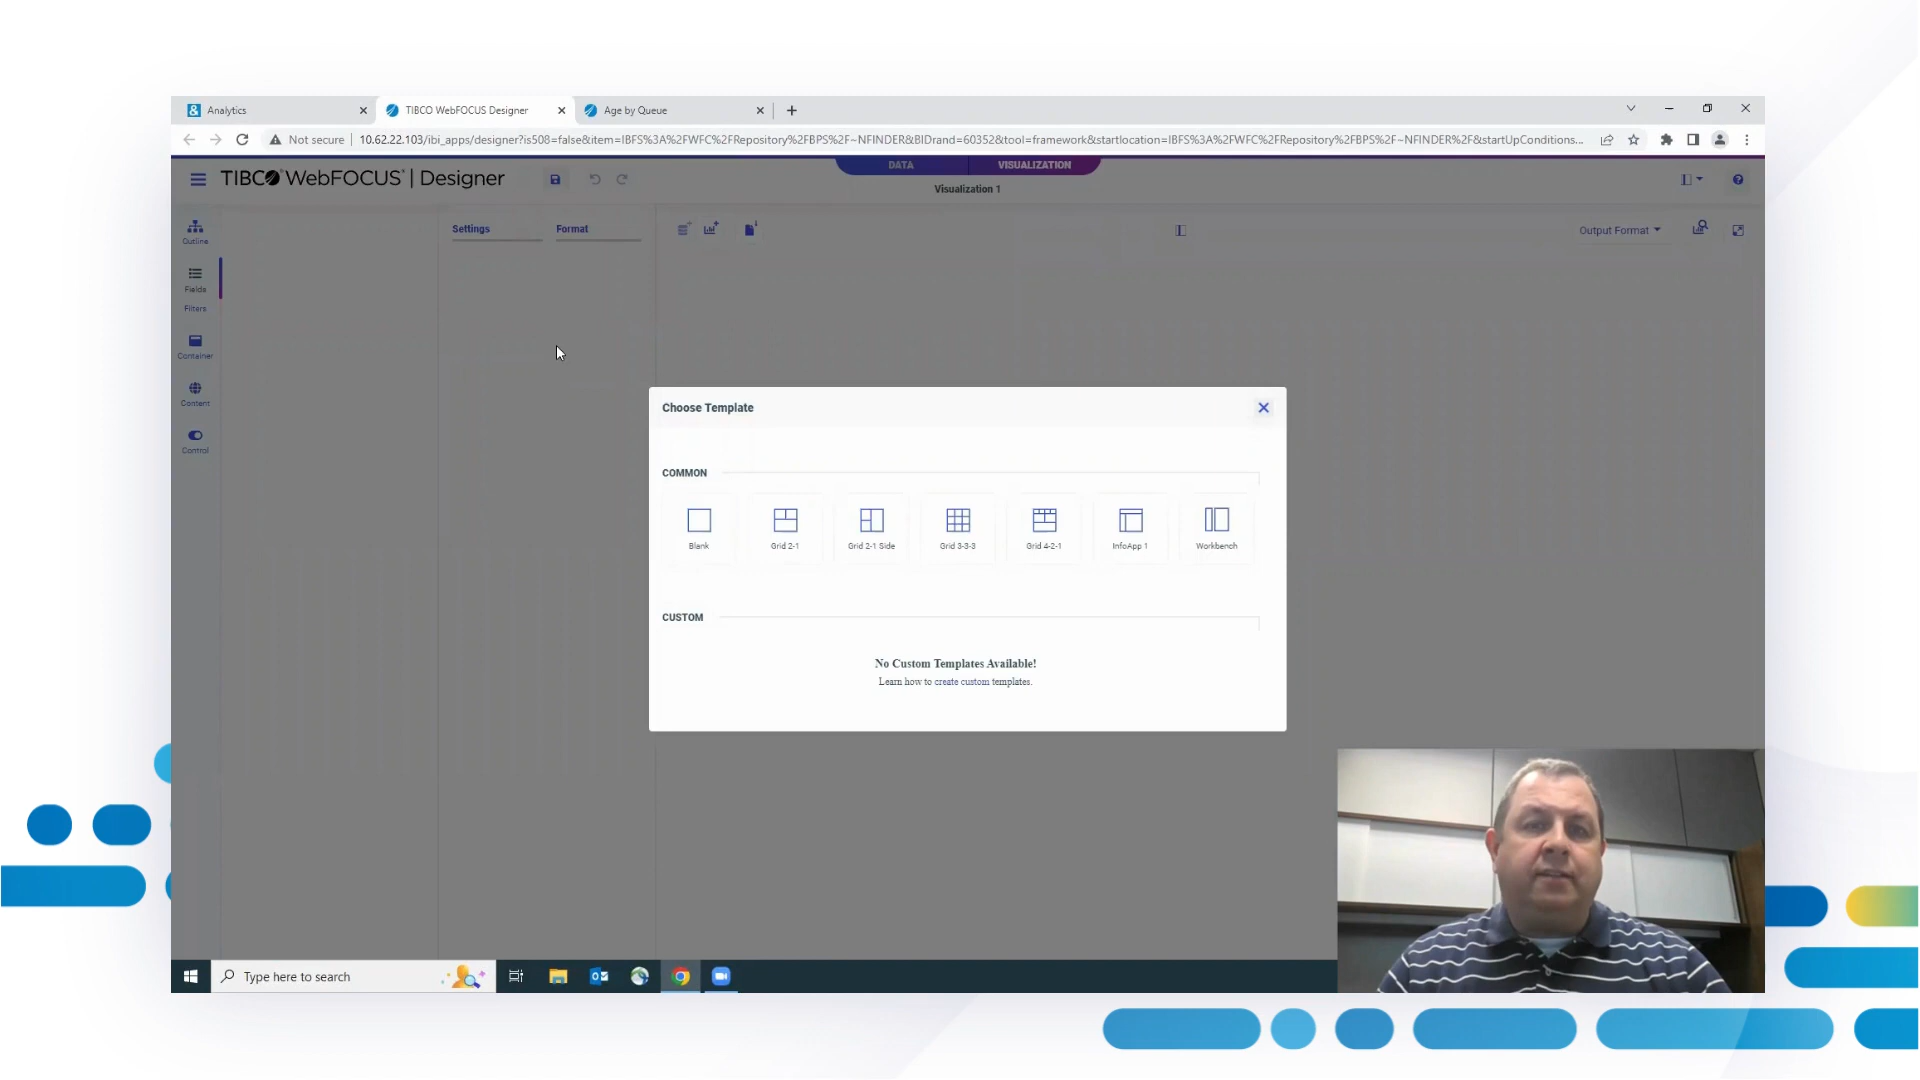 Analytics
TIBCO WebFOCUS Designer
Age by Queue
Not secure
10.62.22.103/ibi_apps/designer?is508=false&item=IBFS%3A%2FWFC%2FRepository%2FBPS%2F~NFINDER&BIDrand=60352&tool=framework&startlocation=IBFS%3A%2FWFC%2FRepository%2FBPS%2F~NFINDER%2F&startUpConditions...
DATA
VISUALIZATION
TIBCO WebFOCUS | Designer
Visualization 1
Outline
Fields
Filters
Container
Content
Control
Settings
Format
Output Format
Choose Template
COMMON
Blank
Grid 2-1
Grid 2-1 Side
Grid 3-3-3
Grid 4-2-1
InfoApp 1
Workbench
CUSTOM
No Custom Templates Available!
Learn how to create custom templates.
Type here to search